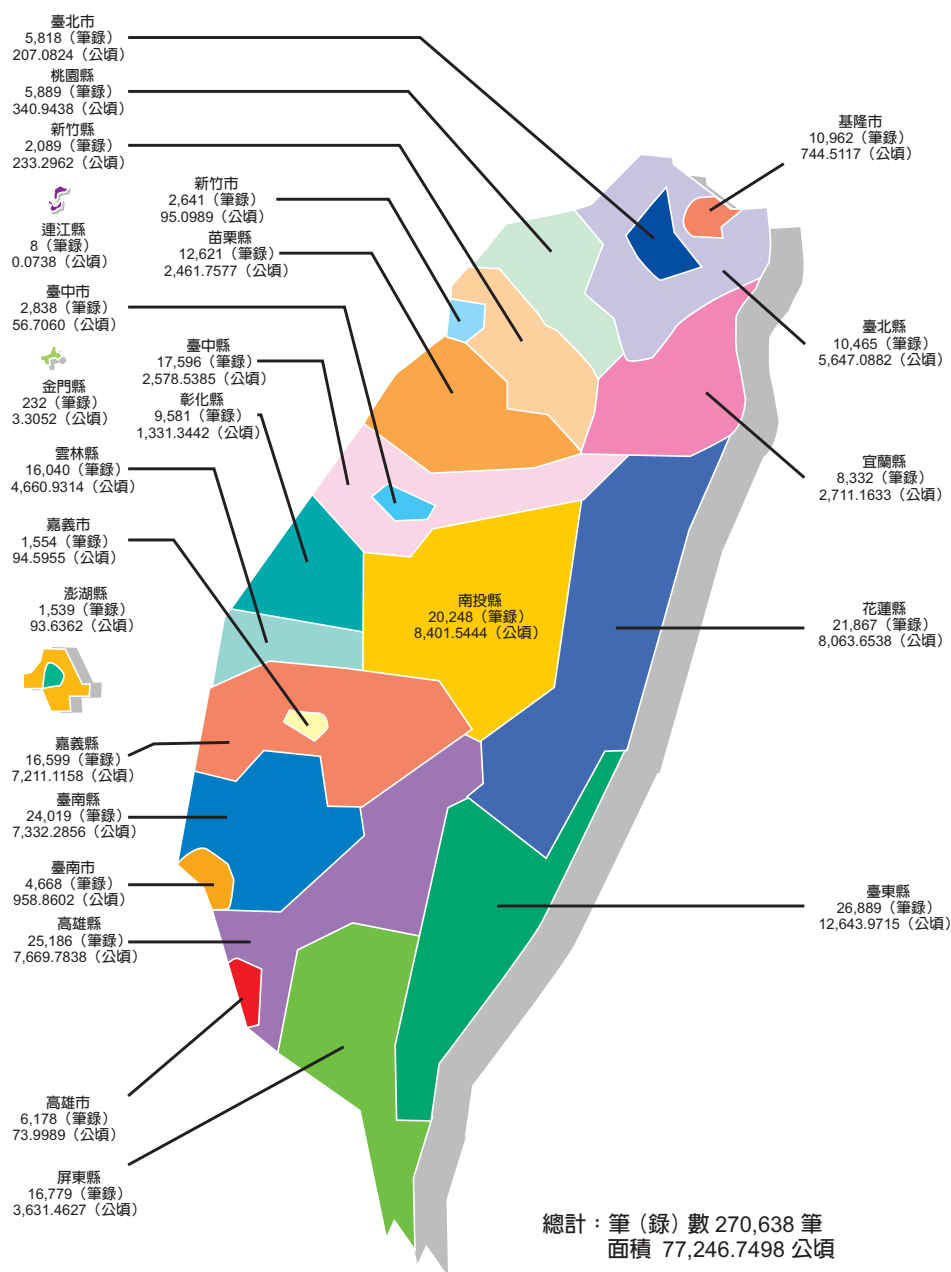 臺北市
5,818（筆錄）
207.0824（公頃）
桃園縣
5,889（筆錄）
340.9438（公頃）
新竹縣
2,089（筆錄）
233.2962（公頃）
基隆市
10,962（筆錄）
744.5117（公頃）
新竹市
2,641（筆錄）
95.0989（公頃）
連江縣
8（筆錄）
0.0738（公頃）
苗栗縣
12,621（筆錄）
2,461.7577（公頃）
臺中市
2,838（筆錄）
56.7060（公頃）
臺北縣
10,465（筆錄）
5,647.0882（公頃）
臺中縣
17,596（筆錄）
2,578.5385（公頃）
金門縣
232（筆錄）
3.3052（公頃）
彰化縣
9,581（筆錄）
1,331.3442（公頃）
雲林縣
16,040（筆錄）
4,660.9314（公頃）
宜蘭縣
8,332（筆錄）
2,711.1633（公頃）
嘉義市
1,554（筆錄）
94.5955（公頃）
澎湖縣
1,539（筆錄）
93.6362（公頃）
南投縣
20,248（筆錄）
8,401.5444（公頃）
花蓮縣
21,867（筆錄）
8,063.6538（公頃）
嘉義縣
16,599（筆錄）
7,211.1158（公頃）
臺南縣
24,019（筆錄）
7,332.2856（公頃）
臺南市
4,668（筆錄）
958.8602（公頃）
臺東縣
26,889（筆錄）
12,643.9715（公頃）
高雄縣
25,186（筆錄）
7,669.7838（公頃）
高雄市
6,178（筆錄）
73.9989（公頃）
屏東縣
16,779（筆錄）
3,631.4627（公頃）
總計：筆（錄）數 270,638 筆
面積 77,246.7498 公頃